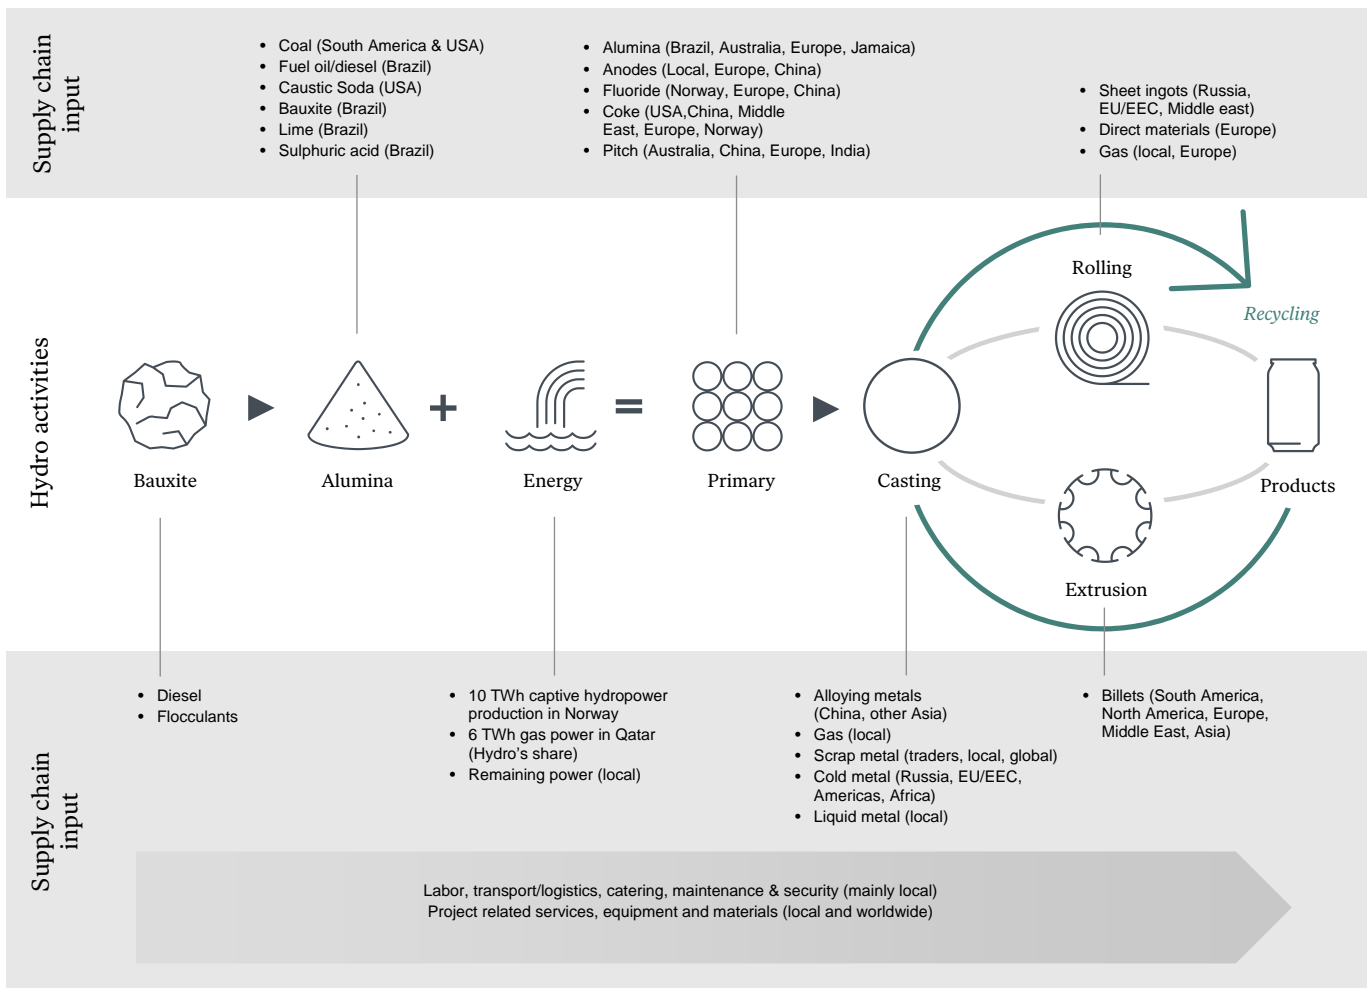 Supply chain
input
• Coal (South America & USA)
• Fuel oil/diesel (Brazil)
• Caustic Soda (USA)
• Bauxite (Brazil)
• Lime (Brazil)
• Sulphuric acid (Brazil)
• Alumina (Brazil, Australia, Europe, Jamaica)
• Anodes (Local, Europe, China)
• Fluoride (Norway, Europe, China)
• Coke (USA,China, Middle
East, Europe, Norway)
• Pitch (Australia, China, Europe, India)
• Sheet ingots (Russia,
EU/EEC, Middle east)
• Direct materials (Europe)
• Gas (local, Europe)
Hydro activities
Bauxite
Alumina
Energy
Primary
Casting
Rolling
Recycling
Products
Extrusion
Supply chain
input
• Diesel
• Flocculants
• 10 TWh captive hydropower
production in Norway
• 6 TWh gas power in Qatar
(Hydro's share)
• Remaining power (local)
• Alloying metals
(China, other Asia)
• Gas (local)
• Scrap metal (traders, local, global)
• Cold metal (Russia, EU/EEC,
Americas, Africa)
• Liquid metal (local)
• Billets (South America,
North America, Europe,
Middle East, Asia)
Labor, transport/logistics, catering, maintenance & security (mainly local)
Project related services, equipment and materials (local and worldwide)